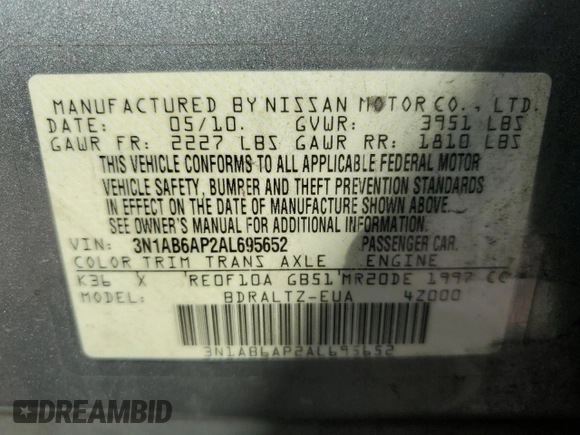 MANUFACTURED BY NISSAN MOTOR CO., LTD.
DATE: 05/10. GVWR: 3951 LBS
GAWR FR: 2227 LBS GAWR RR: 1810 LBS
THIS VEHICLE CONFORMS TO ALL APPLICABLE FEDERAL MOTOR
VEHICLE SAFETY, BUMPER AND THEFT PREVENTION STANDARDS
IN EFFECT ON THE DATE OF MANUFACTURE SHOWN ABOVE.
SEE OWNER'S MANUAL FOR ADDITIONAL INFORMATION.
VIN: 3N1AB6AP2AL695652 PASSENGER CAR.
COLOR TRIM TRANS AXLE ENGINE
K36 X 'RE0F10A GB51'MR20DE 1997 CC
MODEL: BDRALTZ-EUA 4Z000
3N1AB6AP2AL695652
DREAMBID